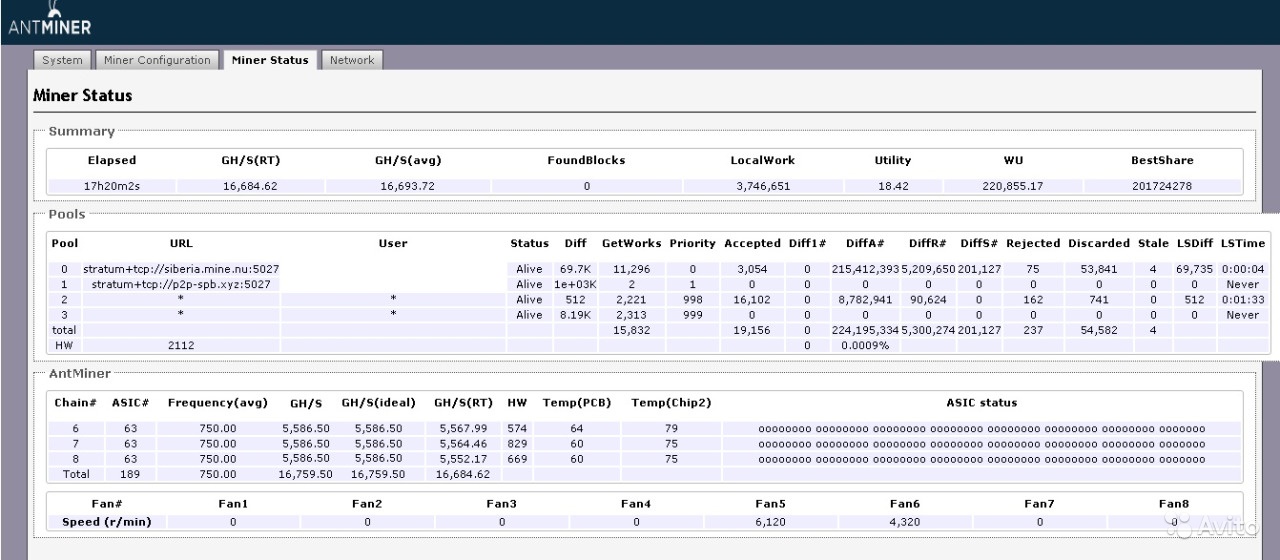 ANTMINER
System Miner Configuration Miner Status Network
Miner Status
Summary
Elapsed GH/S(RT) GH/S(avg) FoundBlocks LocalWork Utility WU BestShare
17h20m2s 16,684.62 16,693.72 0 3,746,651 18.42 220,855.17 201724278
Pools
Pool URL User Status Diff GetWorks Priority Accepted Diff1# DiffA# DiffR# DiffS# Rejected Discarded Stale LSDiff LSTime
0 stratum+tcp://siberia.mine.nu:5027 Alive 69.7K 11,296 0 3,054 0 215,412,393 5,209,650 201,127 75 53,841 4 69,735 0:00:04
1 stratum+tcp://p2p-spb.xyz:5027 Alive 1e+03K 2 1 0 0 0 0 0 0 0 0 0 Never
2 * * Alive 512 2,221 998 16,102 0 8,782,941 90,624 0 162 741 0 512 0:01:33
3 * * Alive 8.19K 2,313 999 0 0 0 0 0 0 0 0 0 Never
total 15,832 19,156 0 224,195,334 5,300,274 201,127 237 54,582 4
HW 2112 0 0.0009%
AntMiner
Chain# ASIC# Frequency(avg) GH/S GH/S(ideal) GH/S(RT) HW Temp(PCB) Temp(Chip2) ASIC status
6 63 750.00 5,586.50 5,586.50 5,567.99 574 64 79 oooooooo oooooooo oooooooo oooooooo oooooooo oooooooo oooooooo ooooooo
7 63 750.00 5,586.50 5,586.50 5,564.46 829 60 75 oooooooo oooooooo oooooooo oooooooo oooooooo oooooooo oooooooo ooooooo
8 63 750.00 5,586.50 5,586.50 5,552.17 669 60 75 oooooooo oooooooo oooooooo oooooooo oooooooo oooooooo oooooooo ooooooo
Total 189 750.00 16,759.50 16,759.50 16,684.62
Fan# Fan1 Fan2 Fan3 Fan4 Fan5 Fan6 Fan7 Fan8
Speed (r/min) 0 0 0 0 6,120 4,320 0 0
Avito